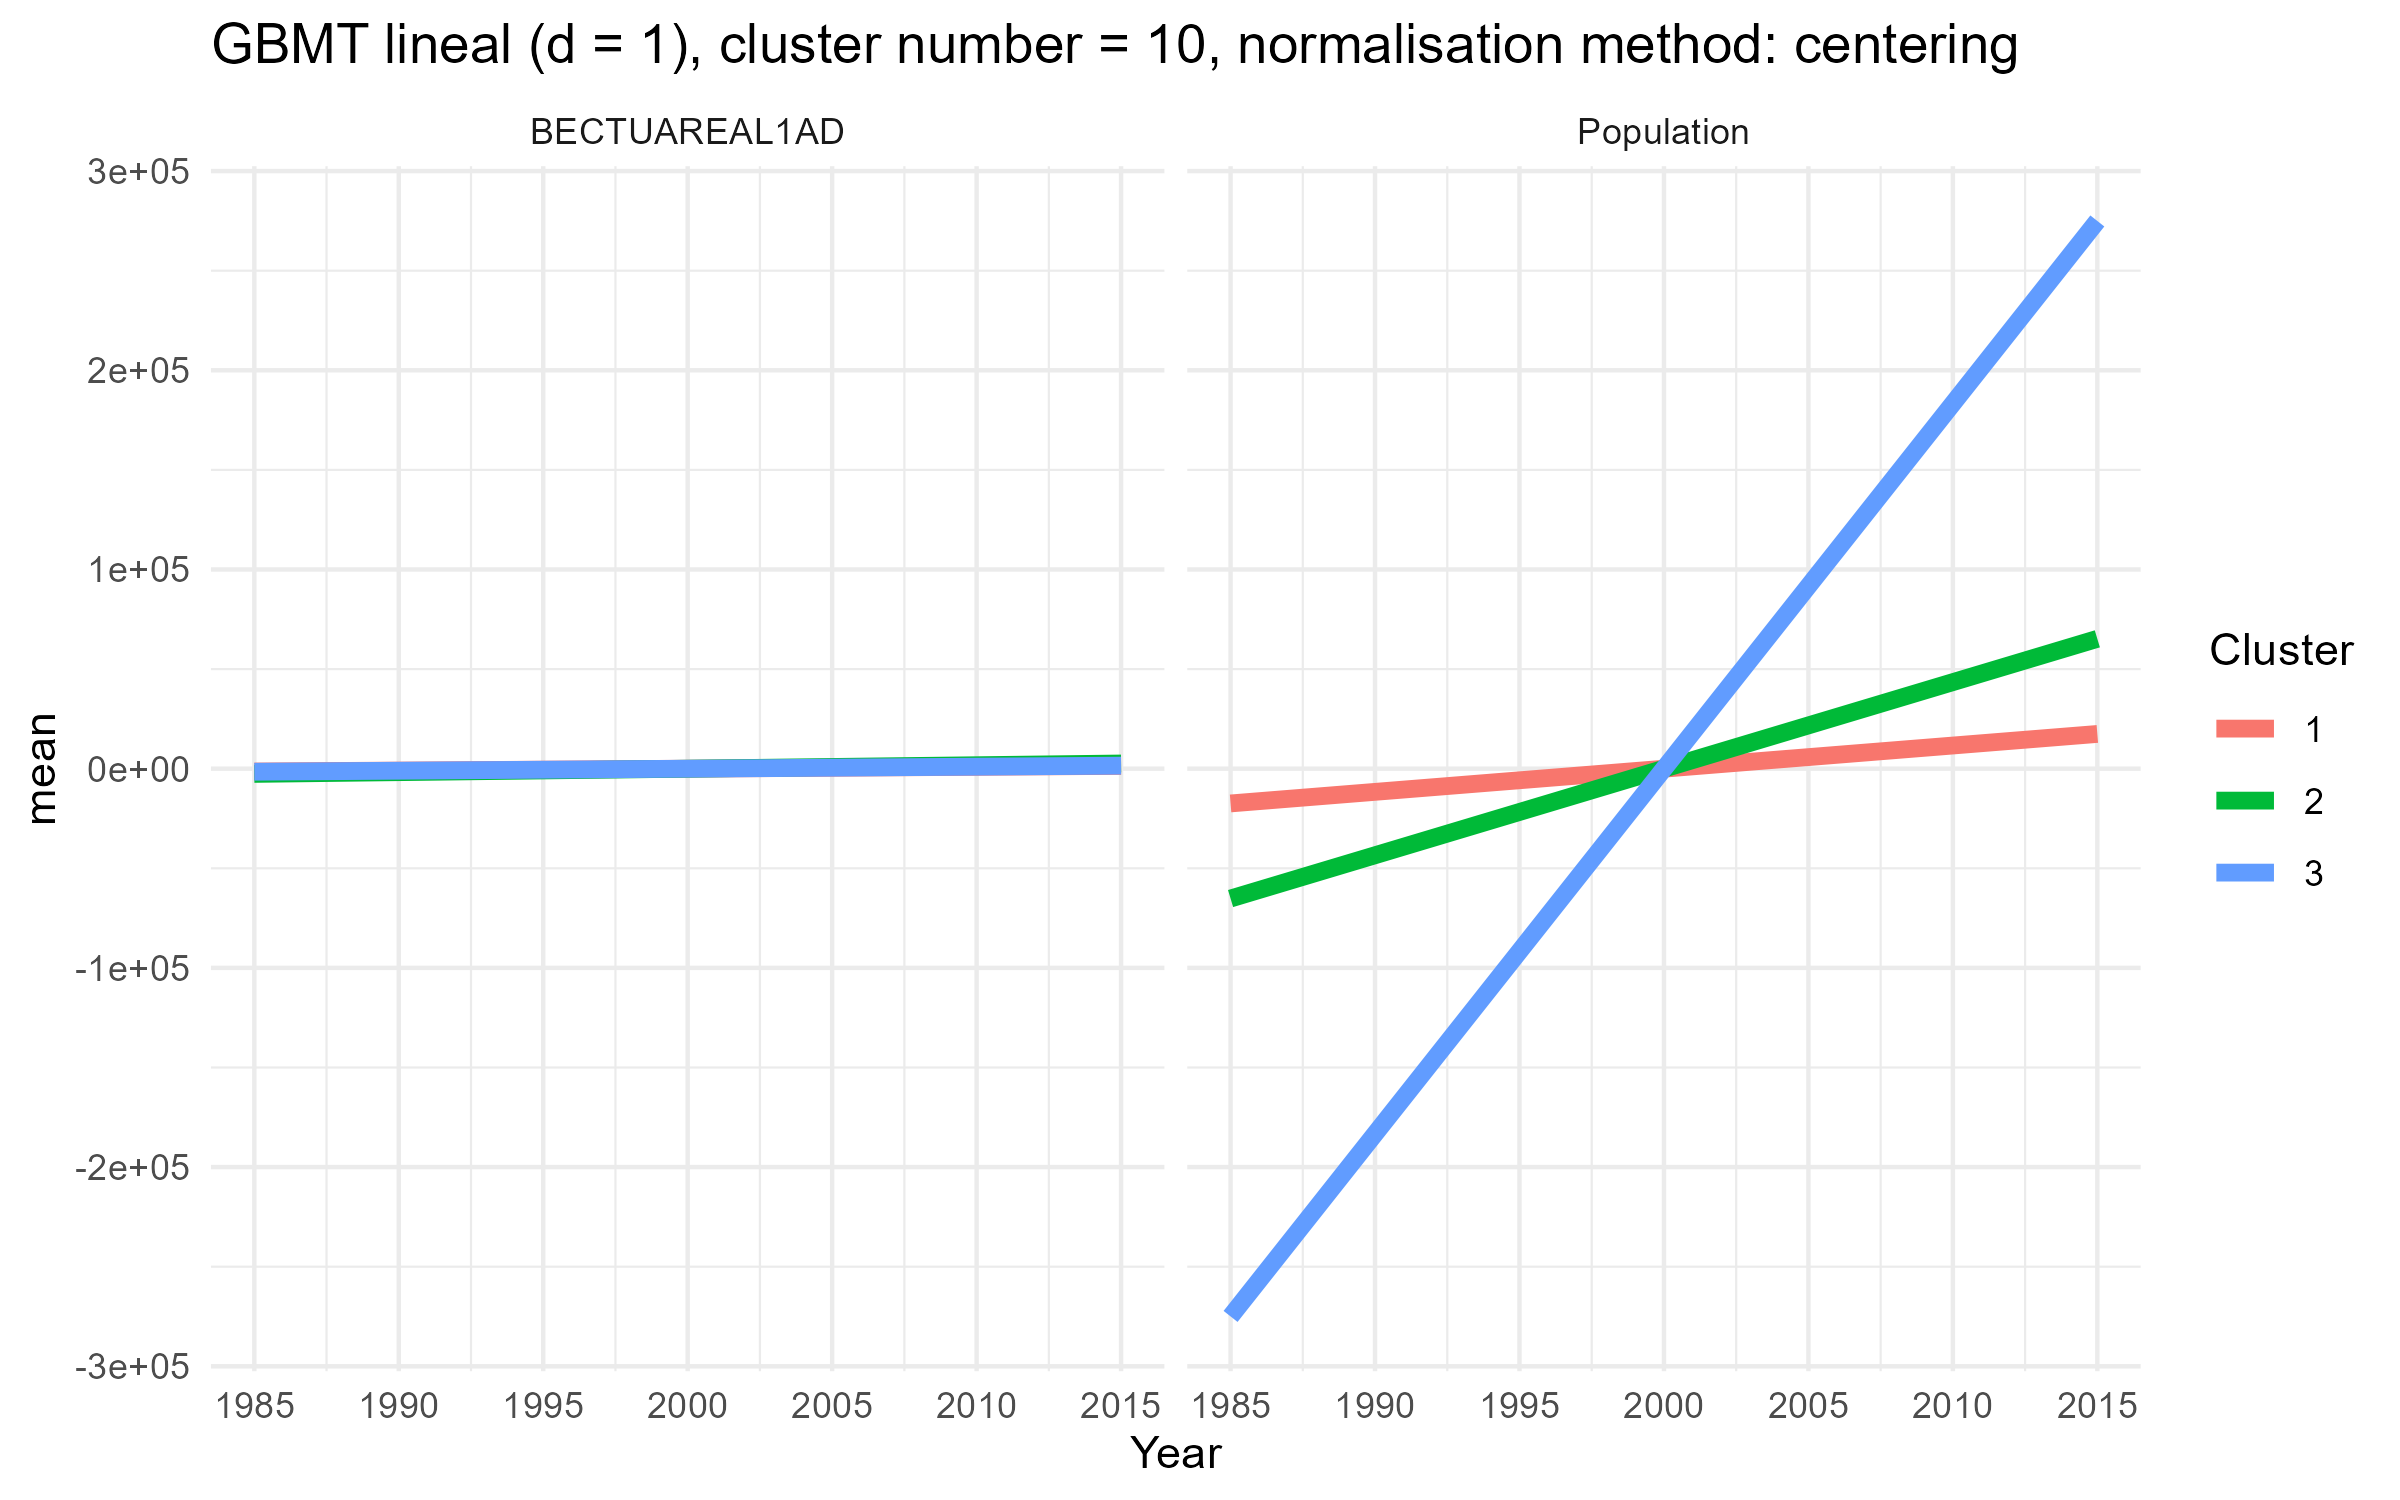 GBMT lineal (d = 1), cluster number = 10, normalisation method: centering
BECTUAREAL1AD
Population
3e+05
2e+05
1e+05
0e+00
-1e+05
-2e+05
-3e+05
mean
1985 1990 1995 2000 2005 2010 2015
1985 1990 1995 2000 2005 2010 2015
Year
Cluster
1
2
3